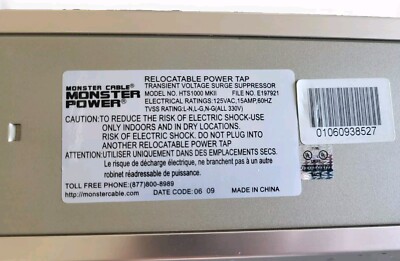 MONSTER CABLE®
MONSTER
POWER®
RELOCATABLE POWER TAP
TRANSIENT VOLTAGE SURGE SUPPRESSOR
MODEL NO. HTS1000 MKII FILE NO. E197921
ELECTRICAL RATINGS:125VAC,15AMP,60HZ
TVSS RATING:L-N,L-G,N-G(ALL 330V)
CAUTION:TO REDUCE RISK OF ELECTRIC SHOCK-USE
ONLY INDOORS AND IN DRY LOCATIONS.
RISK OF ELECTRIC SHOCK. DO NOT PLUG INTO
ANOTHER RELOCATABLE POWER TAP
ATTENTION:UTILISER UNIQUEMENT DANS DES EMPLACEMENTS SECS.
Le risque de décharge électrique, ne branchent pas à un
autre robinet réadressable de puissance.
TOLL FREE PHONE:(877)800-8989
monstercable.com DATE CODE: 06 09 MADE IN CHINA
01060938527